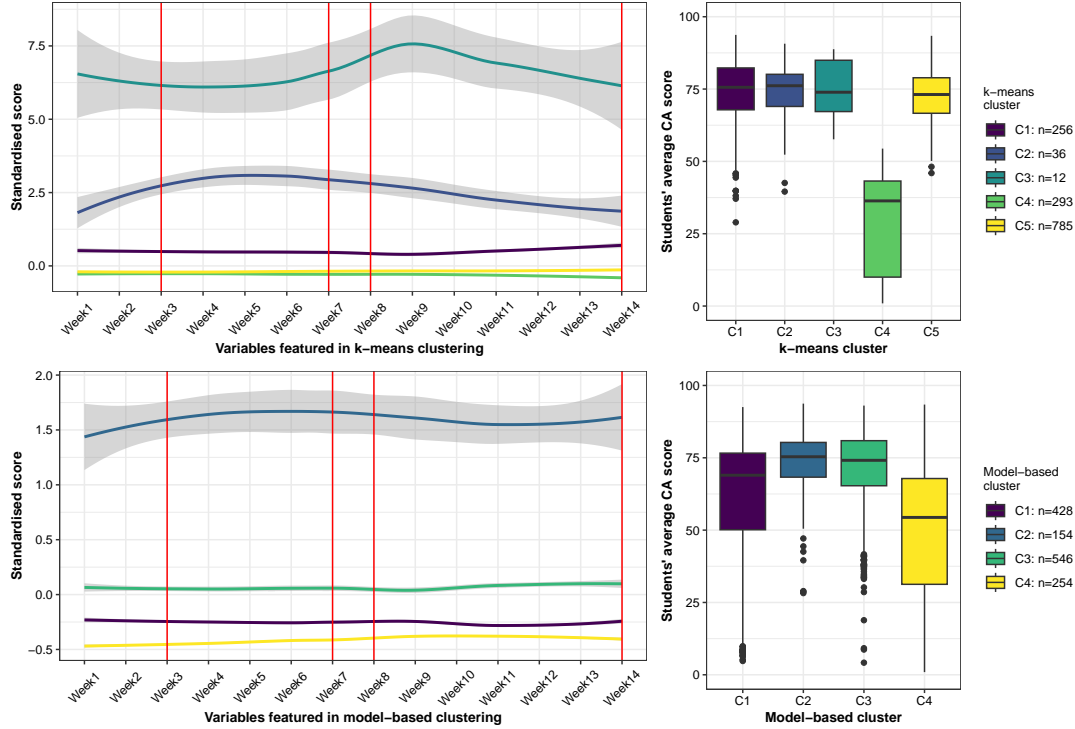 7.5
5.0
2.5
0.0
Standardised score
Week1
Week2
Week3
Week4
Week5
Week6
Week7
Week8
Week9
Week10
Week11
Week12
Week13
Week14
Variables featured in k−means clustering
100
75
50
25
0
Students' average CA score
C1
C2
C3
C4
C5
k−means cluster
k−means
cluster
C1: n=256
C2: n=36
C3: n=12
C4: n=293
C5: n=785
2.0
1.5
1.0
0.5
0.0
−0.5
Standardised score
Week1
Week2
Week3
Week4
Week5
Week6
Week7
Week8
Week9
Week10
Week11
Week12
Week13
Week14
Variables featured in model−based clustering
100
75
50
25
0
Students' average CA score
C1
C2
C3
C4
Model−based cluster
Model−based
cluster
C1: n=428
C2: n=154
C3: n=546
C4: n=254